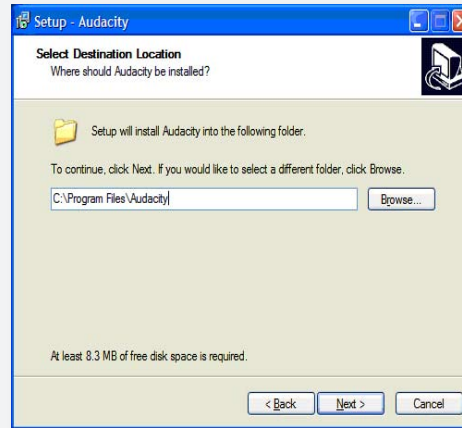 Setup - Audacity
Select Destination Location
Where should Audacity be installed?
Setup will install Audacity into the following folder.
To continue, click Next. If you would like to select a different folder, click Browse.
C:\Program Files\Audacity
Browse...
At least 8.3 MB of free disk space is required.
< Back Next > Cancel